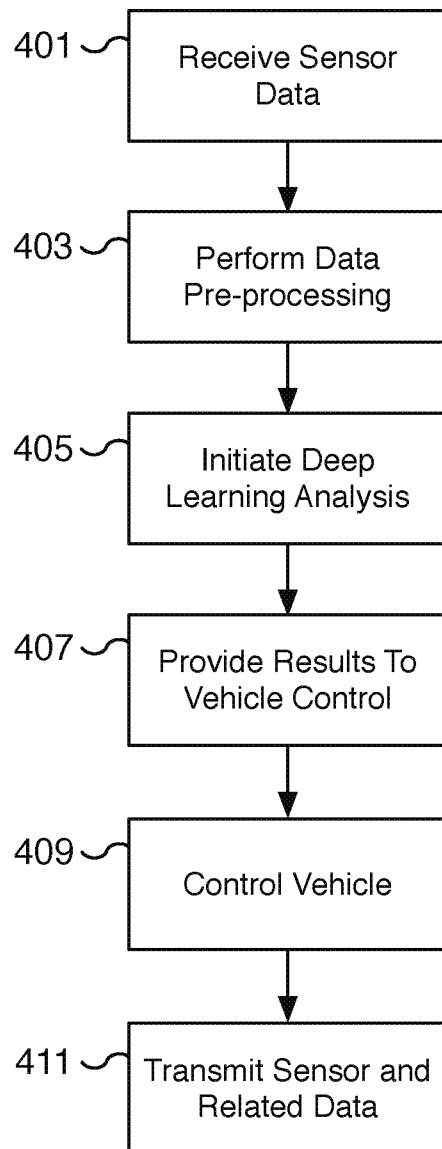 401
Receive Sensor
Data
403
Perform Data
Pre-processing
405
Initiate Deep
Learning Analysis
407
Provide Results To
Vehicle Control
409
Control Vehicle
411
Transmit Sensor and
Related Data